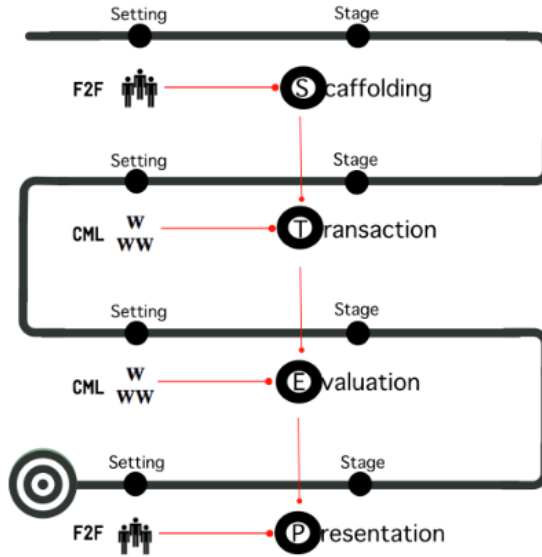 Setting Stage
F2F Scaffolding
Setting Stage
CML W WW Transaction
Setting Stage
CML W WW Evaluation
Setting Stage
F2F Presentation